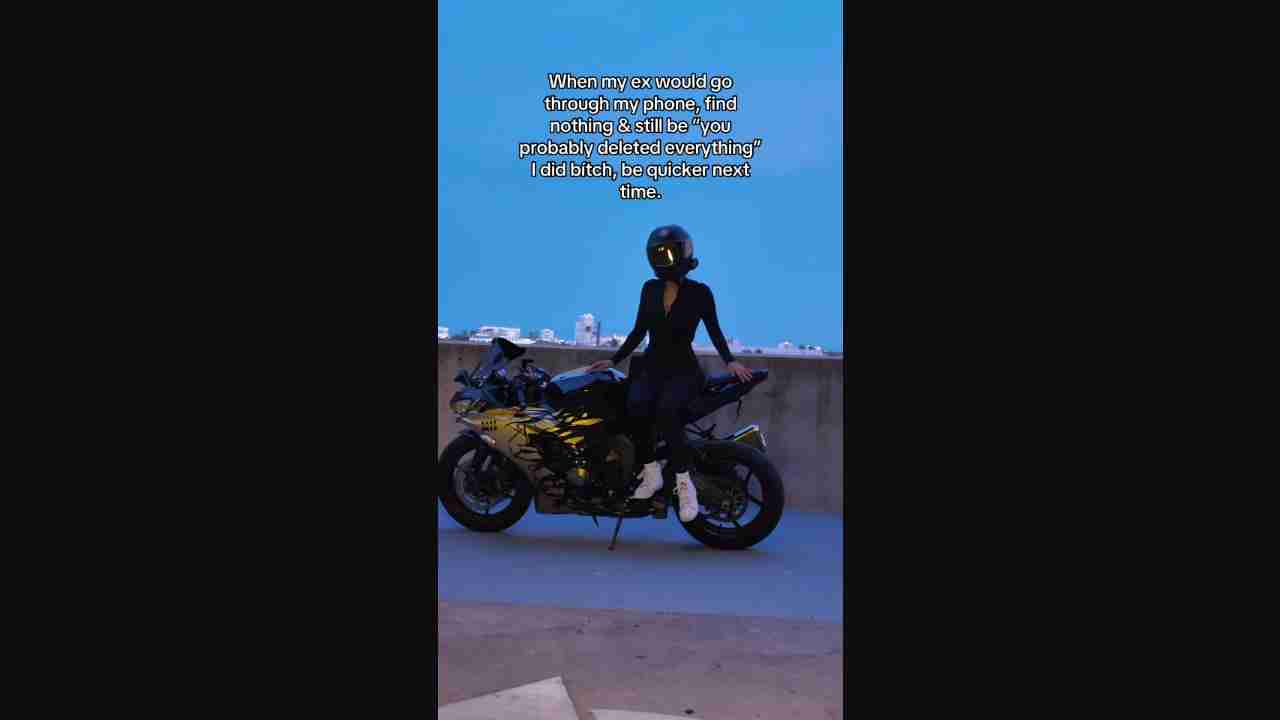 When my ex would go
through my phone, find
nothing & still be "you
probably deleted everything"
I did bitch, be quicker next
time.